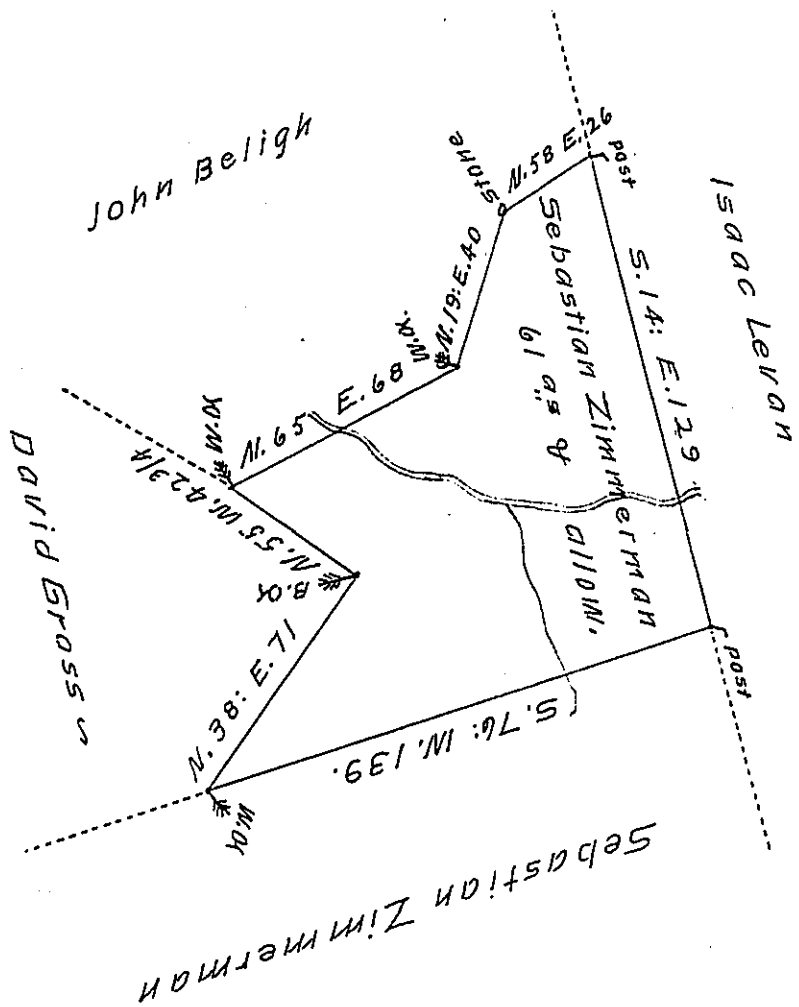 John Beligh
Stone
N. 58 E. 26
post
Isaac Levan
S. 14: E. 129
N. 19: E. 40
W.O.
N. 65 E. 68
W.O.
N. 55 W. 42 3/4
B.O.
N. 38: E. 71
W.O.
S. 76: W. 139.
post
David Gross
Sebastian Zimmerman
61 as &
allow.
Sebastian Zimmerman